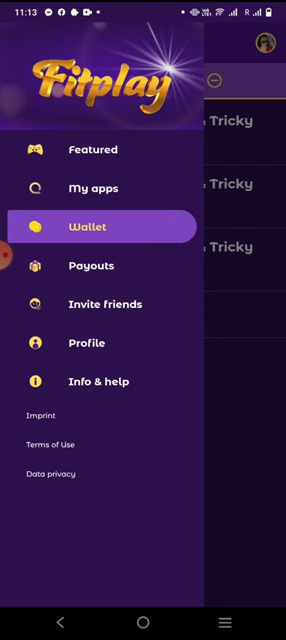 11:13
R
Fitplay
Featured
& Tricky
My apps
& Tricky
Wallet
& Tricky
Payouts
Invite friends
Profile
Info & help
Imprint
Terms of Use
Data privacy